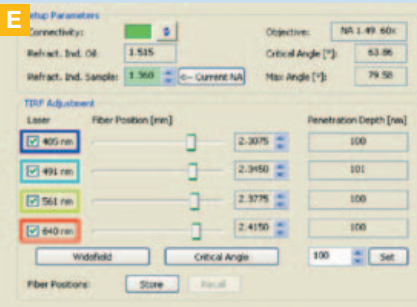 E
Setup Parameters
Connectivity: Objective: NA 1.49 60x
Refract. Ind. Oil: 1.515 Critical Angle [°]: 63.86
Refract. Ind. Sample: 1.360 <-- Current NA Max Angle [°]: 79.58
TIRF Adjustment
Laser Fiber Position [mm] Penetration Depth [nm]
405 nm 2.3075 100
491 nm 2.3450 101
561 nm 2.3775 100
640 nm 2.4150 100
Widefield Critical Angle 100 Set
Fiber Positions: Store Recall